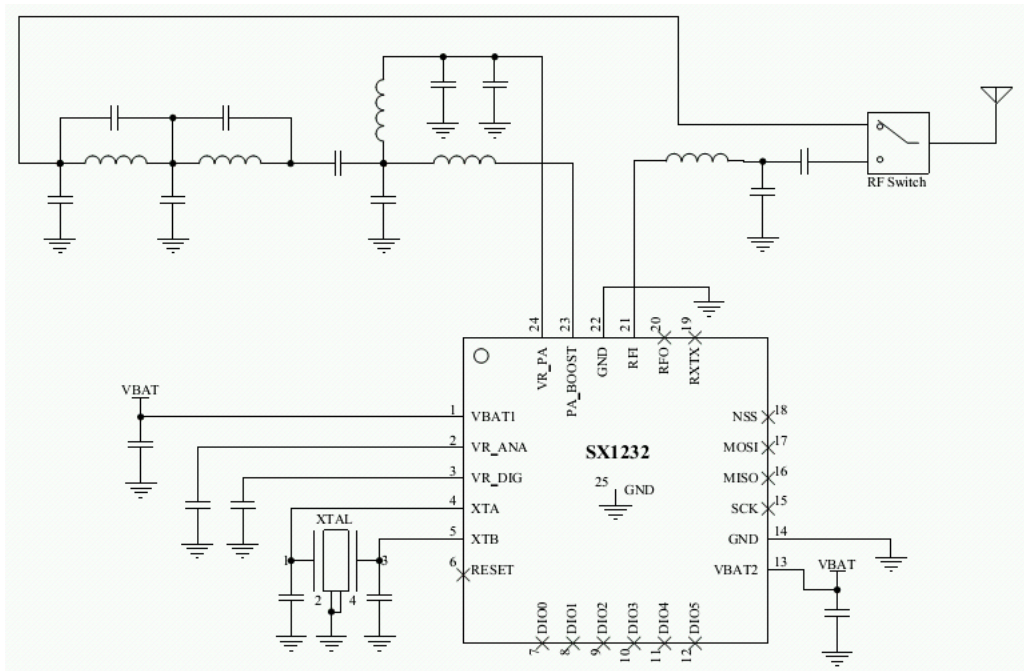 RF Switch
24 23 22 21 20 19
VR_PA PA_BOOST GND RFI RFO RXTX
VBAT
1 VBAT1
2 VR_ANA
3 VR_DIG
4 XTA
5 XTB
6 RESET
SX1232
25 GND
NSS 18
MOSI 17
MISO 16
SCK 15
GND 14
VBAT2 13
VBAT
XTAL
1 3
2 4
DIO0 DIO1 DIO2 DIO3 DIO4 DIO5
7 8 9 10 11 12